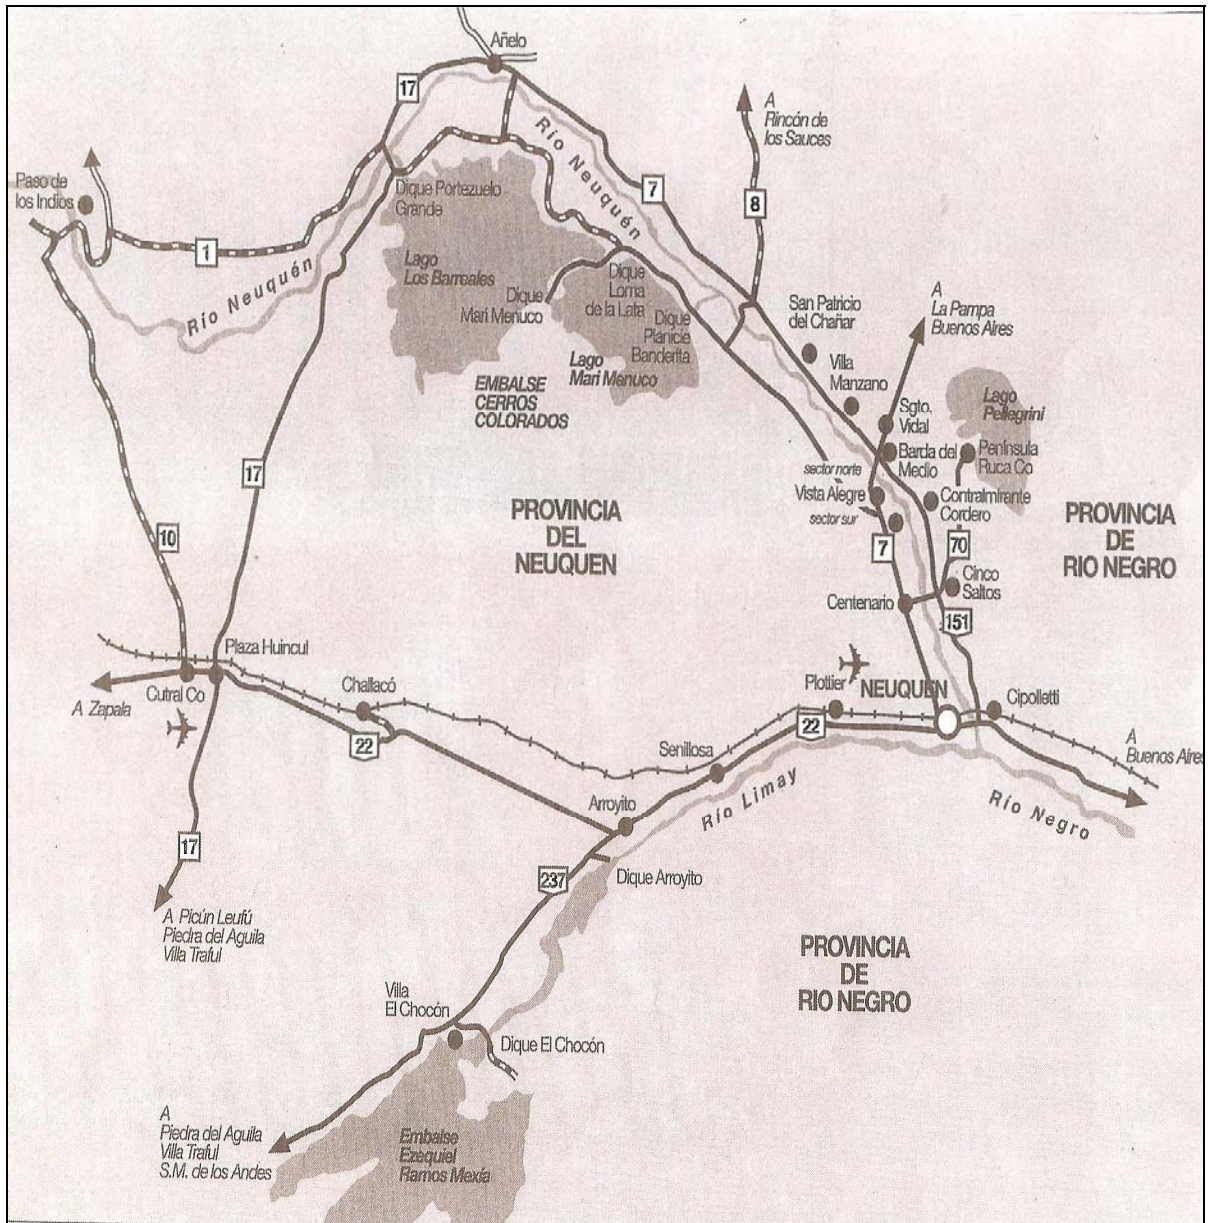 Añelo
17
A
Rincón de
los Sauces
Río Neuquén
7
8
Paso de
los Indios
Dique Portezuelo
Grande
1
Río Neuquén
Lago
Los Barreales
Dique
Mari Menuco
Dique
Loma
de la Lata
Dique
Planicie
Banderita
Lago
Mari Menuco
EMBALSE
CERROS
COLORADOS
San Patricio
del Chañar
A
La Pampa
Buenos Aires
Villa
Manzano
Sgto.
Vidal
Lago
Pellegrini
Barda del
Medio
Península
Ruca Co
17
sector norte
Vista Alegre
sector sur
Contralmirante
Cordero
PROVINCIA
DEL
NEUQUEN
PROVINCIA
DE
RIO NEGRO
10
7
70
Cinco
Saltos
Centenario
151
Plaza Huincul
Cutral Co
A Zapala
Challacó
22
Plottier
NEUQUEN
Cipolletti
22
Senillosa
A
Buenos Aires
Río Limay
Río Negro
Arroyito
17
237
Dique Arroyito
A Picún Leufú
Piedra del Aguila
Villa Traful
PROVINCIA
DE
RIO NEGRO
Villa
El Chocón
Dique El Chocón
A
Piedra del Aguila
Villa Traful
S.M. de los Andes
Embalse
Ezequiel
Ramos Mexía